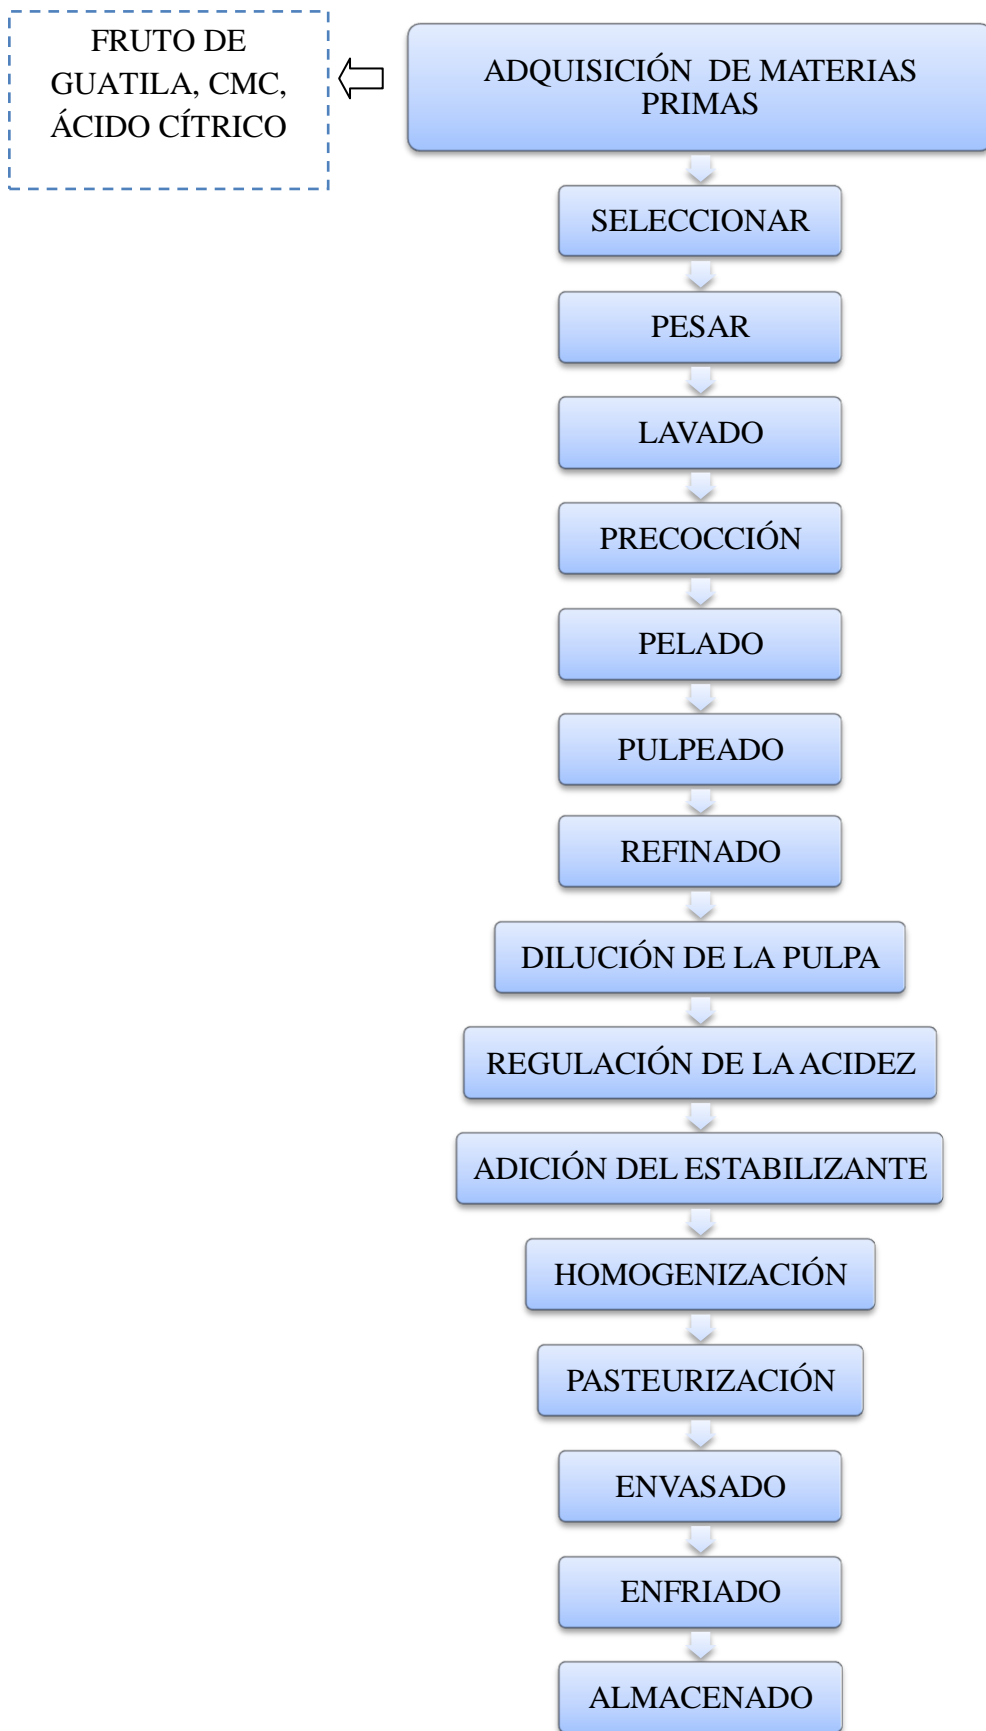 FRUTO DE
GUATILA, CMC,
ÁCIDO CÍTRICO
ADQUISICIÓN DE MATERIAS
PRIMAS
SELECCIONAR
PESAR
LAVADO
PRECOCCIÓN
PELADO
PULPEADO
REFINADO
DILUCIÓN DE LA PULPA
REGULACIÓN DE LA ACIDEZ
ADICIÓN DEL ESTABILIZANTE
HOMOGENIZACIÓN
PASTEURIZACIÓN
ENVASADO
ENFRIADO
ALMACENADO